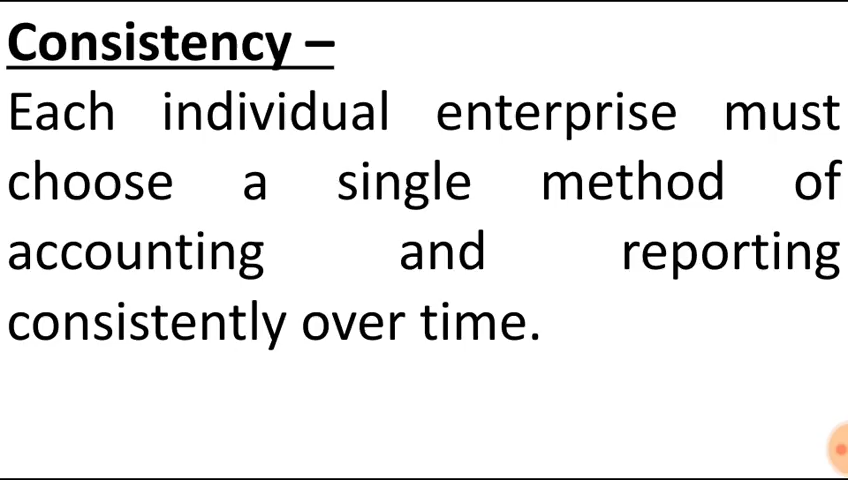 Consistency –
Each individual enterprise must
choose a single method of
accounting and reporting
consistently over time.